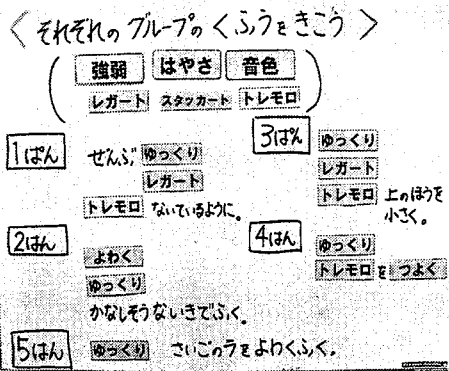 〈それぞれの グループの くふうを きこう〉
強弱 はやさ 音色
レガート スタッカート トレモロ
1ぱん ぜんぶ ゆっくり
レガート
トレモロ ないているように。
2はん よわく
ゆっくり
かなしそうないきでふく。
3ぱん ゆっくり
レガート
トレモロ 上のほうを
小さく。
4はん ゆっくり
トレモロ を つよく
5はん ゆっくり さいごのラをよわくふく。